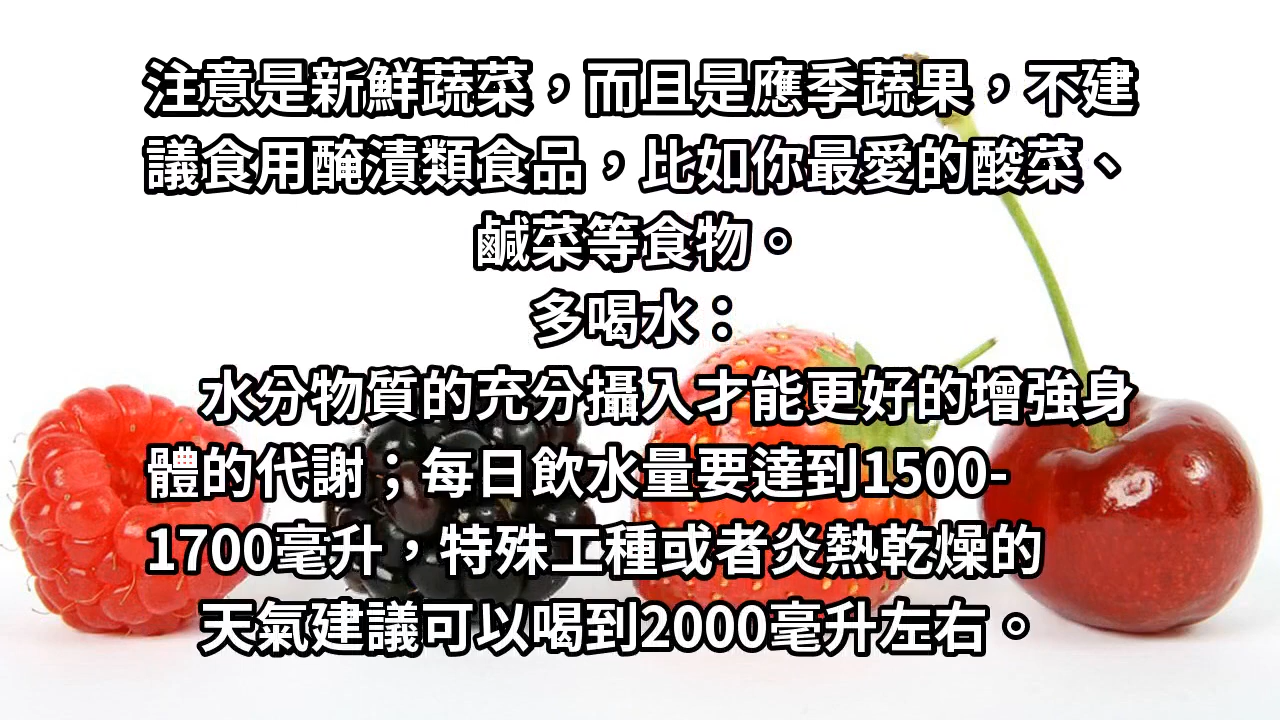 注意是新鮮蔬菜，而且是應季蔬果，不建
議食用醃漬類食品，比如你最愛的酸菜、
鹹菜等食物。
多喝水：
水分物質的充分攝入才能更好的增強身
體的代謝；每日飲水量要達到1500-
1700毫升，特殊工種或者炎熱乾燥的
天氣建議可以喝到2000毫升左右。